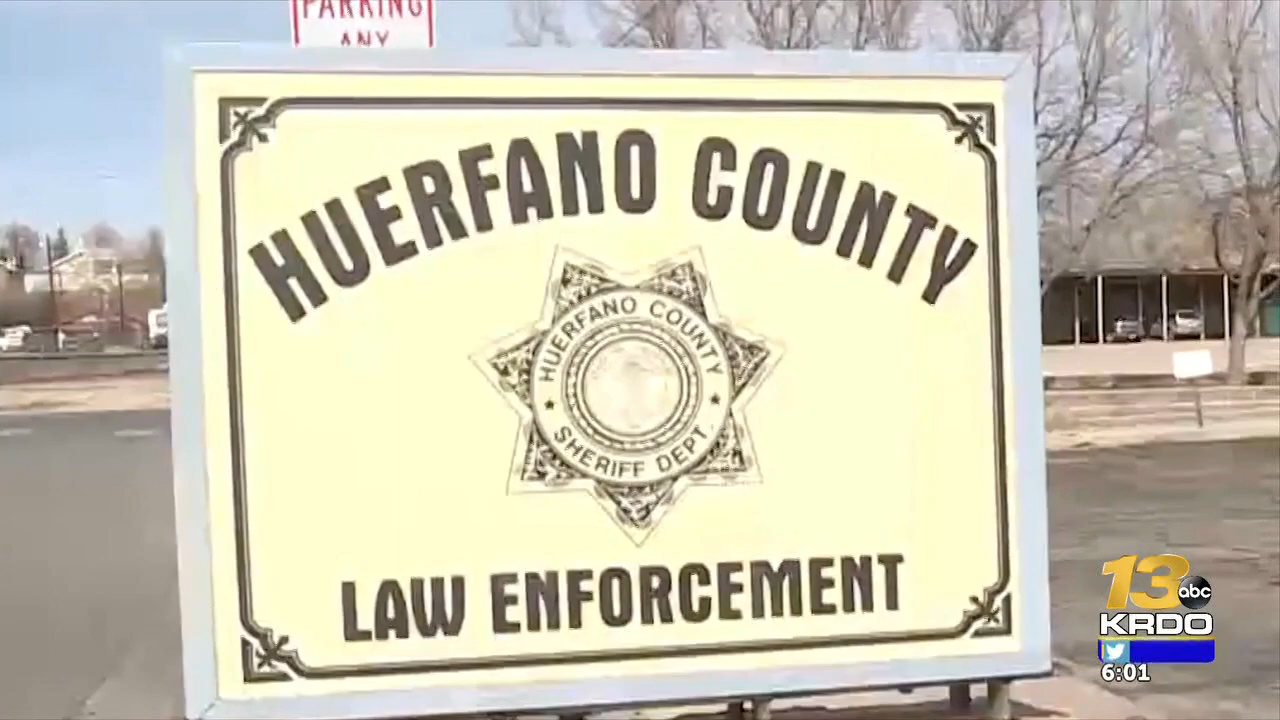 PARKING
ANY
HUERFANO COUNTY
HUERFANO COUNTY
SHERIFF DEPT.
LAW ENFORCEMENT
13 abc
KRDO
6:01